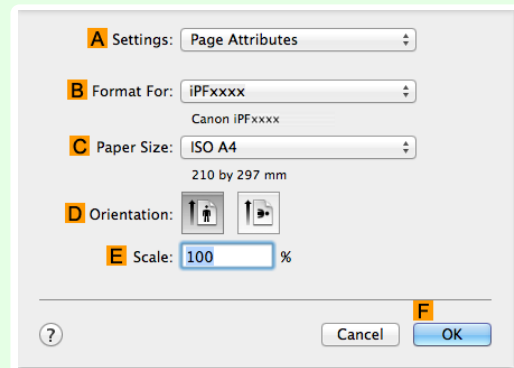 A Settings: Page Attributes
B Format For: iPFxxxx
Canon iPFxxxx
C Paper Size: ISO A4
210 by 297 mm
D Orientation:
E Scale: 100 %
F
? Cancel OK